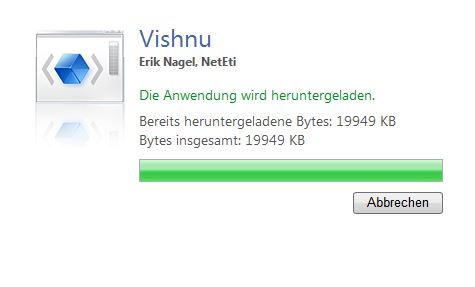 Vishnu
Erik Nagel, NetEti
Die Anwendung wird heruntergeladen.
Bereits heruntergeladene Bytes: 19949 KB
Bytes insgesamt: 19949 KB
Abbrechen